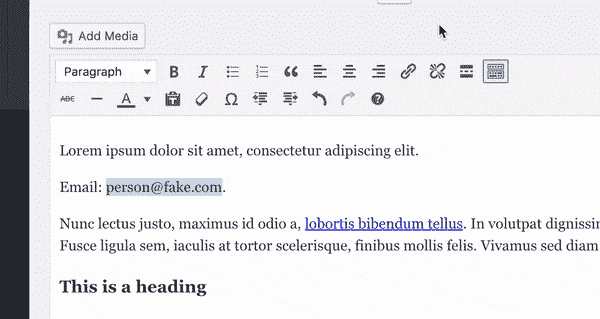 Add Media
Paragraph B I
ABC A Ω ?
Lorem ipsum dolor sit amet, consectetur adipiscing elit.
Email: person@fake.com.
Nunc lectus justo, maximus id odio a, lobortis bibendum tellus. In volutpat dignissin
Fusce ligula sem, iaculis at tortor scelerisque, finibus mollis felis. Vivamus sed diam
This is a heading